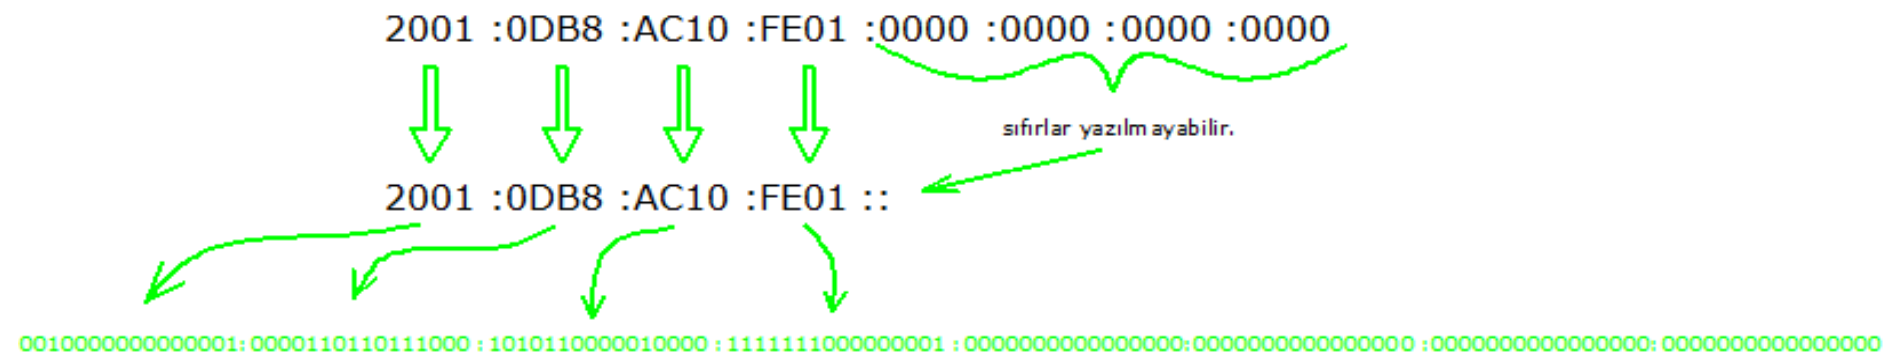 2001 :0DB8 :AC10 :FE01 :0000 :0000 :0000 :0000
sıfırlar yazılmayabilir.
2001 :0DB8 :AC10 :FE01 ::
0010000000000001:0000110110111000 :1010110000010000 :1111111000000001 :0000000000000000:0000000000000000 :0000000000000000:0000000000000000